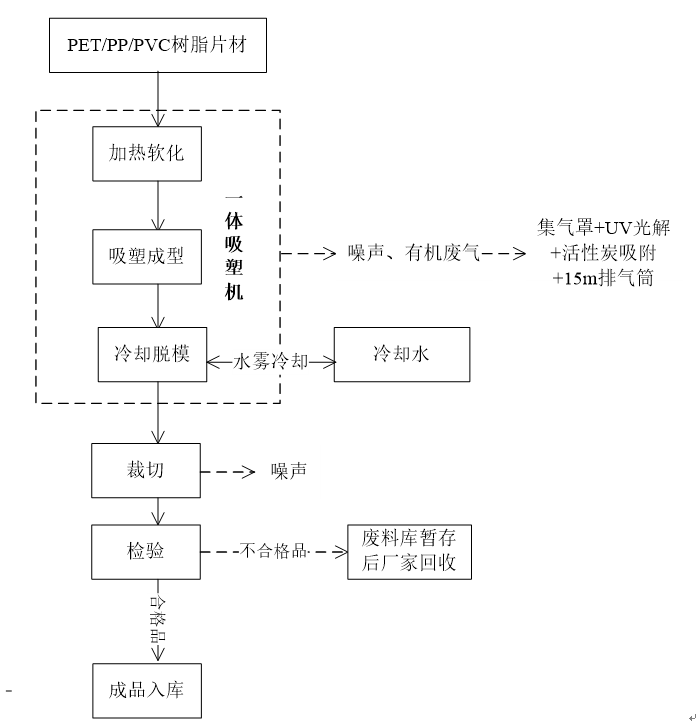 PET/PP/PVC树脂片材
加热软化
一体吸塑机
吸塑成型
噪声、有机废气
集气罩+UV光解
+活性炭吸附
+15m排气筒
冷却脱模
水雾冷却
冷却水
裁切
噪声
检验
不合格品
废料库暂存
后厂家回收
合格品
成品入库